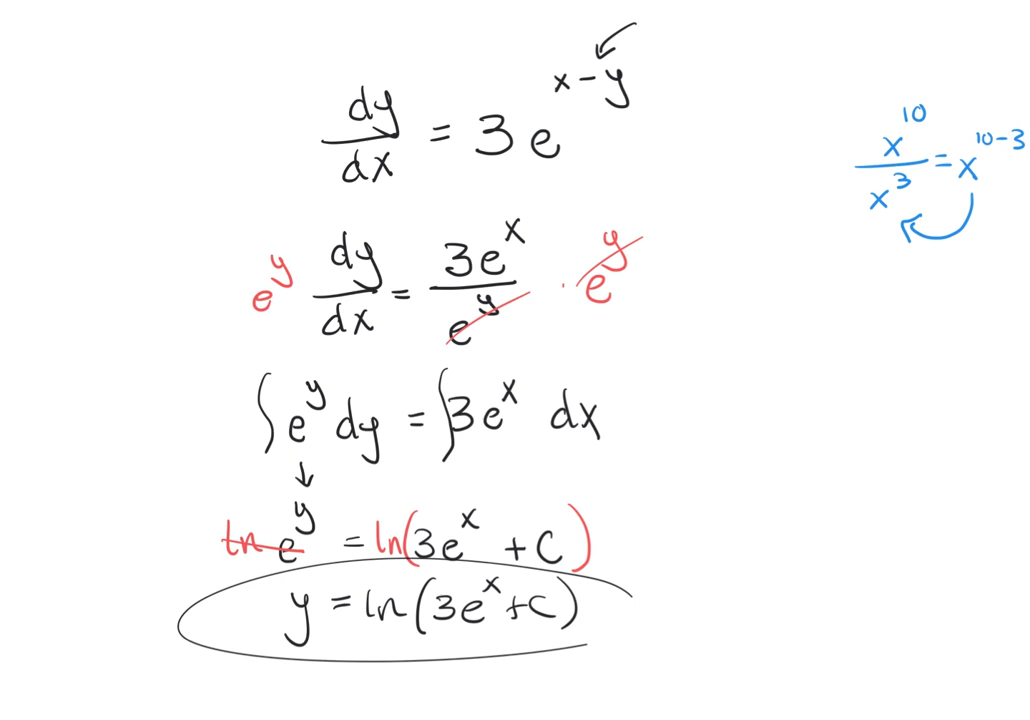 dy/dx = 3e^(x-y)
x^10/x^3 = x^(10-3)
e^y dy/dx = 3e^x/e^y · e^y
∫e^y dy = ∫3e^x dx
ln e^y = ln(3e^x + C)
y = ln(3e^x + C)